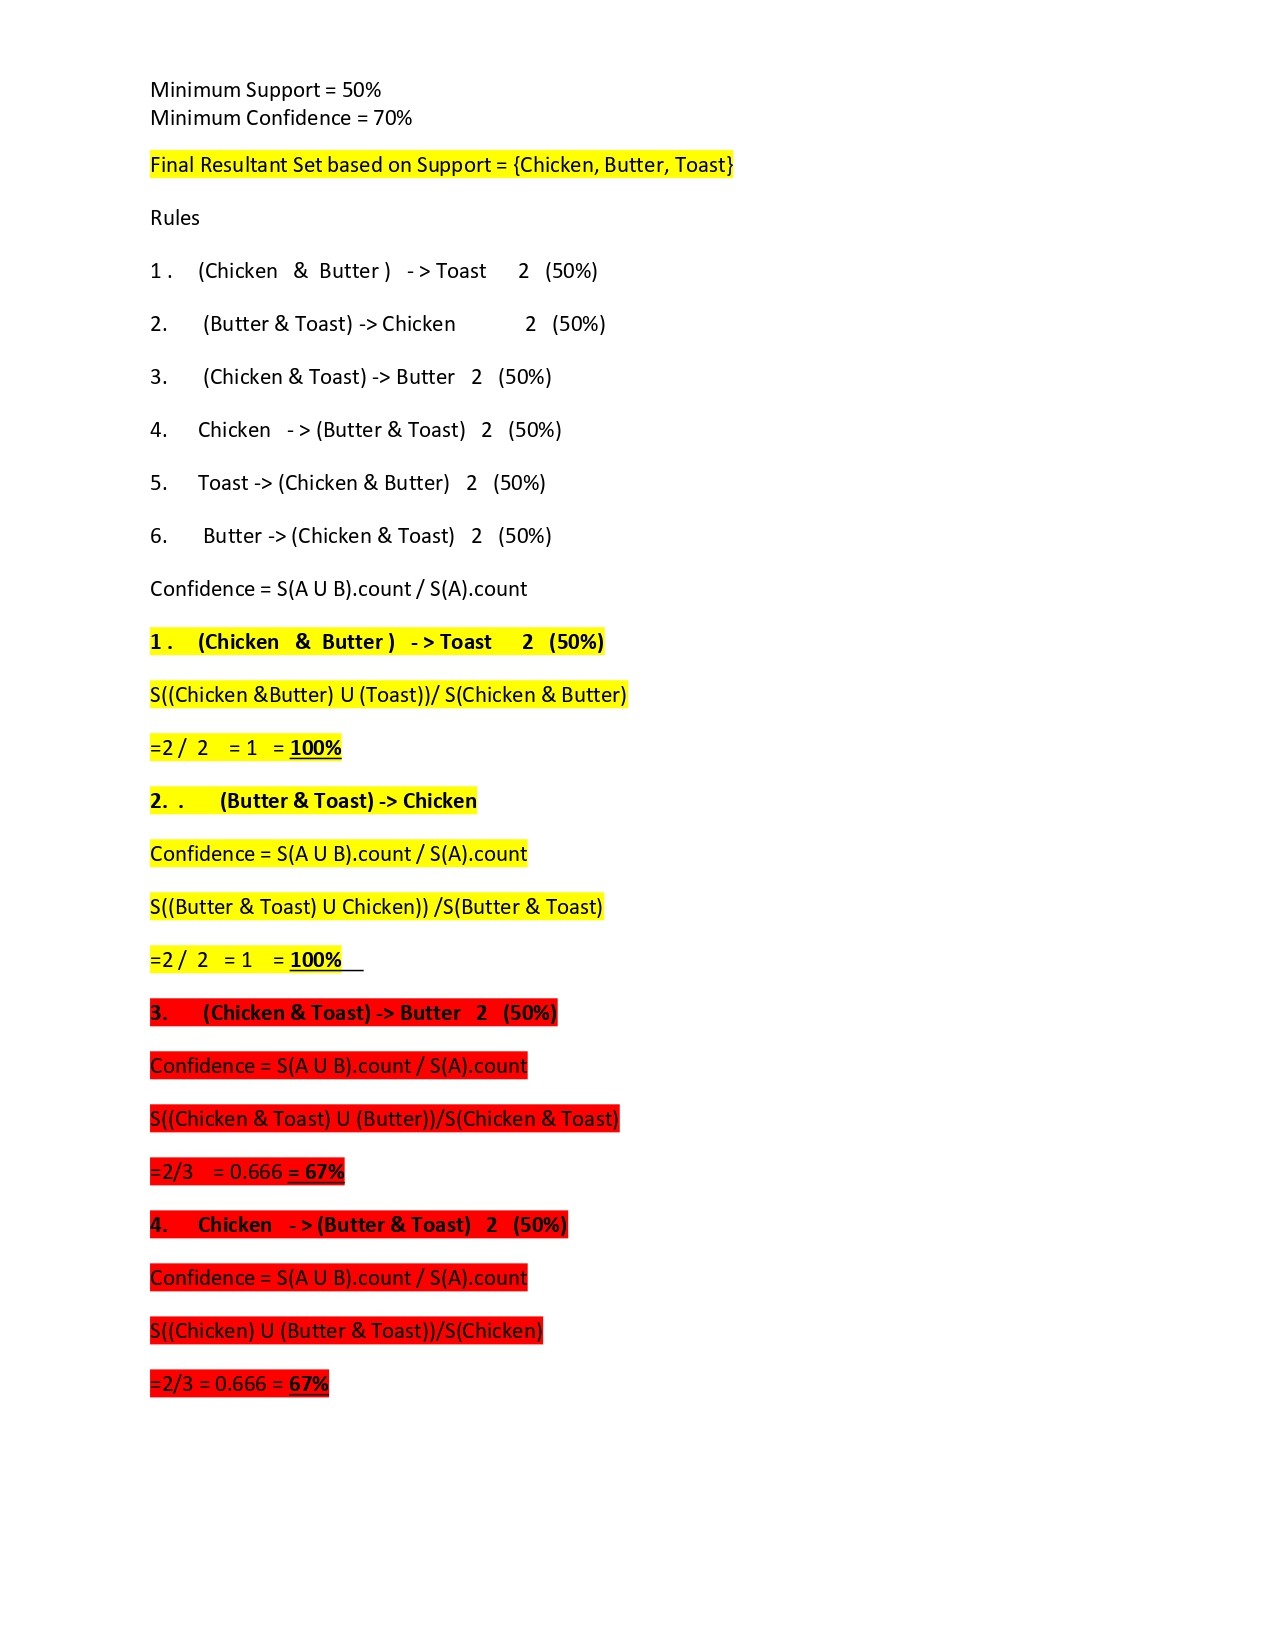 Minimum Support = 50%
Minimum Confidence = 70%
Final Resultant Set based on Support = {Chicken, Butter, Toast}
Rules
1 . (Chicken & Butter ) - > Toast 2 (50%)
2. (Butter & Toast) -> Chicken 2 (50%)
3. (Chicken & Toast) -> Butter 2 (50%)
4. Chicken - > (Butter & Toast) 2 (50%)
5. Toast -> (Chicken & Butter) 2 (50%)
6. Butter -> (Chicken & Toast) 2 (50%)
Confidence = S(A U B).count / S(A).count
1 . (Chicken & Butter ) - > Toast 2 (50%)
S((Chicken &Butter) U (Toast))/ S(Chicken & Butter)
=2 / 2 = 1 = 100%
2. . (Butter & Toast) -> Chicken
Confidence = S(A U B).count / S(A).count
S((Butter & Toast) U Chicken)) /S(Butter & Toast)
=2 / 2 = 1 = 100%
3. (Chicken & Toast) -> Butter 2 (50%)
Confidence = S(A U B).count / S(A).count
S((Chicken & Toast) U (Butter))/S(Chicken & Toast)
=2/3 = 0.666 = 67%
4. Chicken - > (Butter & Toast) 2 (50%)
Confidence = S(A U B).count / S(A).count
S((Chicken) U (Butter & Toast))/S(Chicken)
=2/3 = 0.666 = 67%